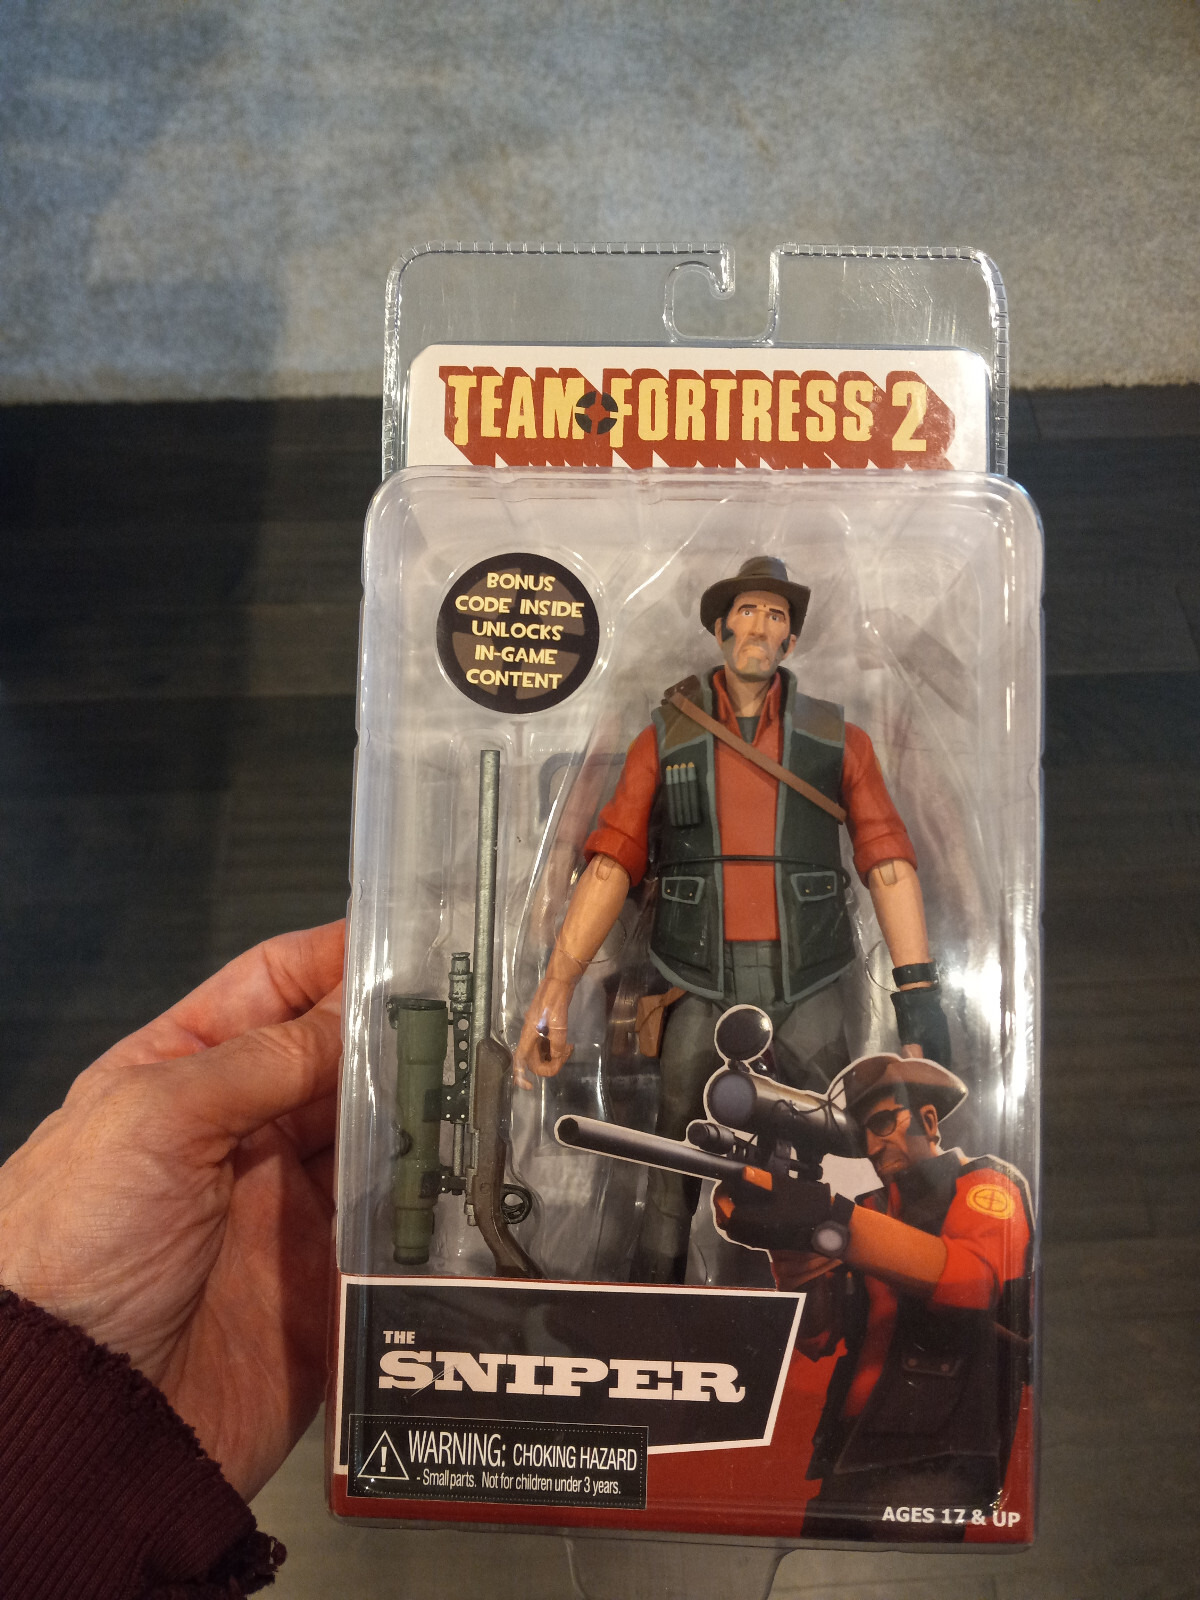 TEAM FORTRESS 2
BONUS
CODE INSIDE
UNLOCKS
IN-GAME
CONTENT
THE
SNIPER
WARNING: CHOKING HAZARD
- Small parts. Not for children under 3 years.
AGES 17 & UP